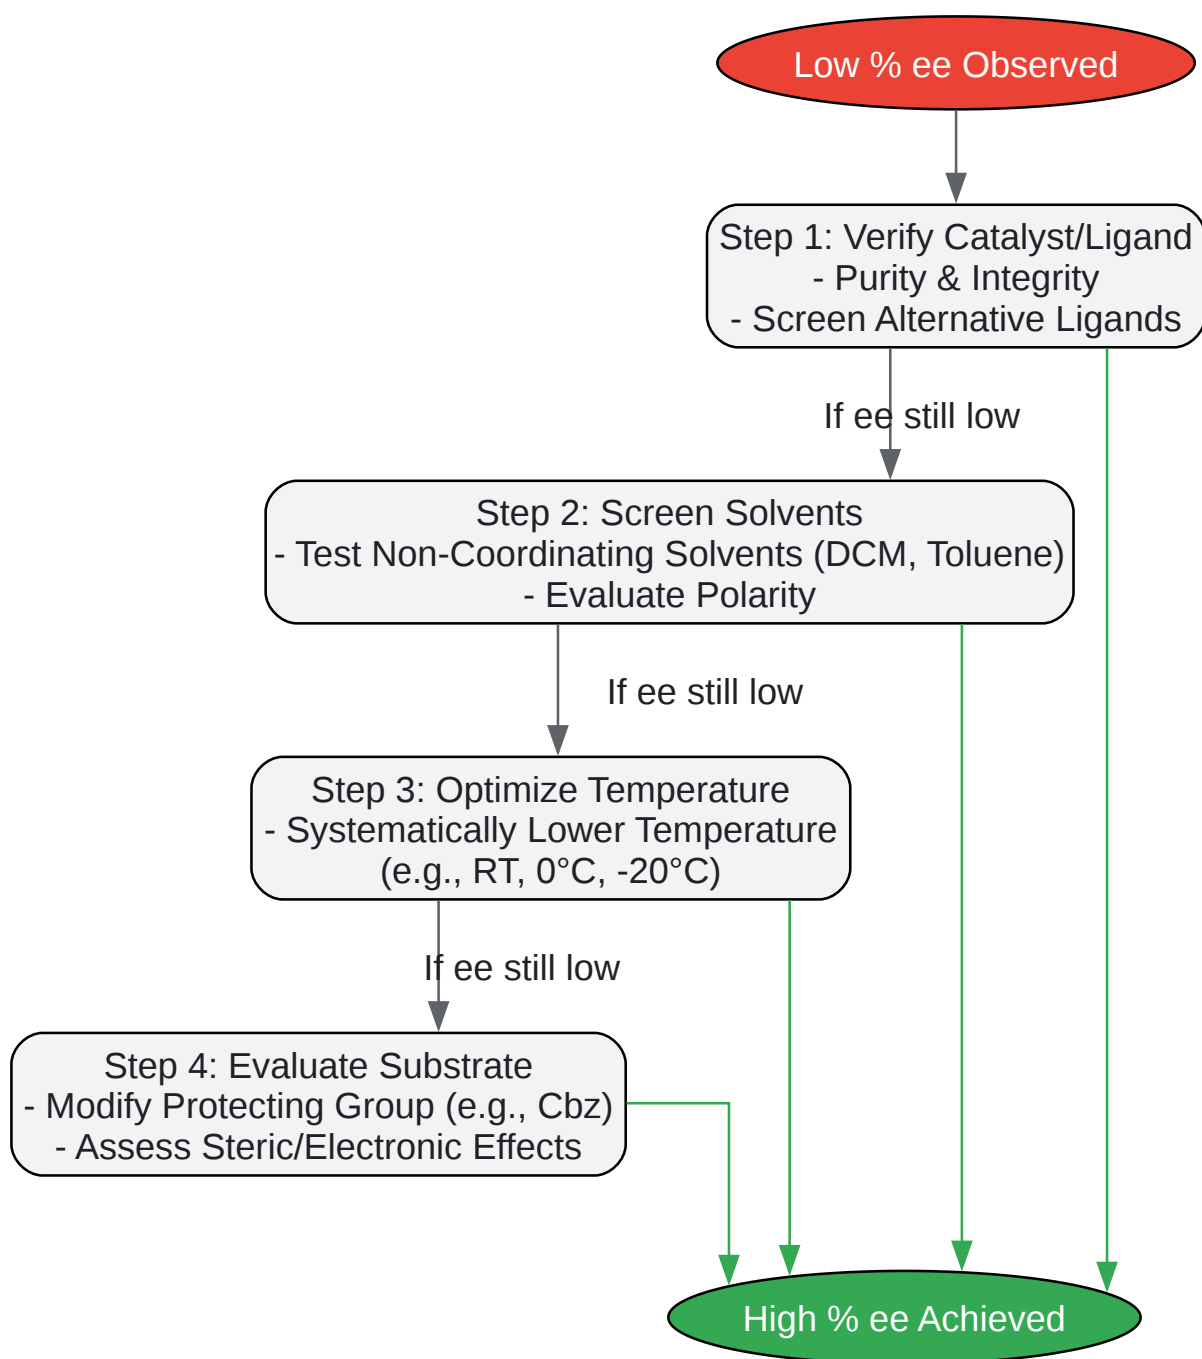 Low % ee Observed
Step 1: Verify Catalyst/Ligand
- Purity & Integrity
- Screen Alternative Ligands
If ee still low
Step 2: Screen Solvents
- Test Non-Coordinating Solvents (DCM, Toluene)
- Evaluate Polarity
If ee still low
Step 3: Optimize Temperature
- Systematically Lower Temperature
(e.g., RT, 0°C, -20°C)
If ee still low
Step 4: Evaluate Substrate
- Modify Protecting Group (e.g., Cbz)
- Assess Steric/Electronic Effects
High % ee Achieved